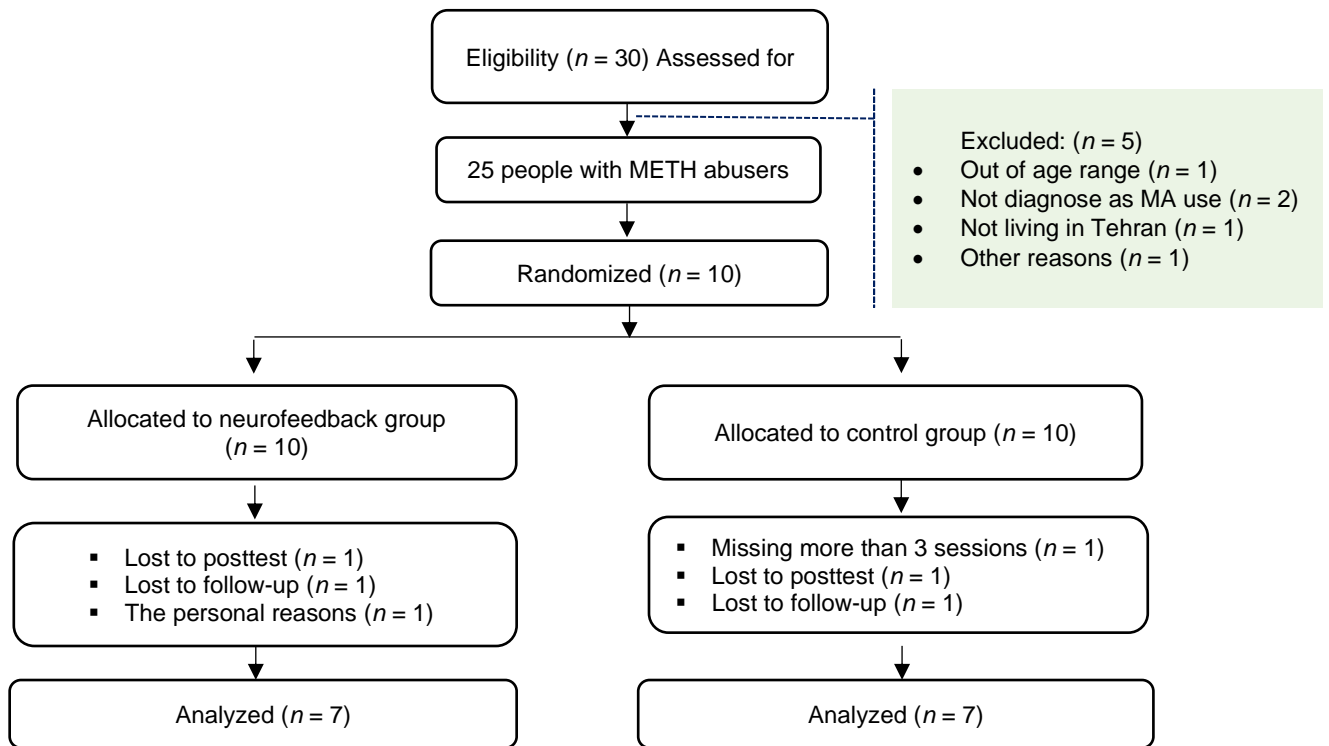 Eligibility (n = 30) Assessed for
25 people with METH abusers
Excluded: (n = 5)
• Out of age range (n = 1)
• Not diagnose as MA use (n = 2)
• Not living in Tehran (n = 1)
• Other reasons (n = 1)
Randomized (n = 10)
Allocated to neurofeedback group
(n = 10)
Allocated to control group (n = 10)
▪ Lost to posttest (n = 1)
▪ Lost to follow-up (n = 1)
▪ The personal reasons (n = 1)
▪ Missing more than 3 sessions (n = 1)
▪ Lost to posttest (n = 1)
▪ Lost to follow-up (n = 1)
Analyzed (n = 7)
Analyzed (n = 7)